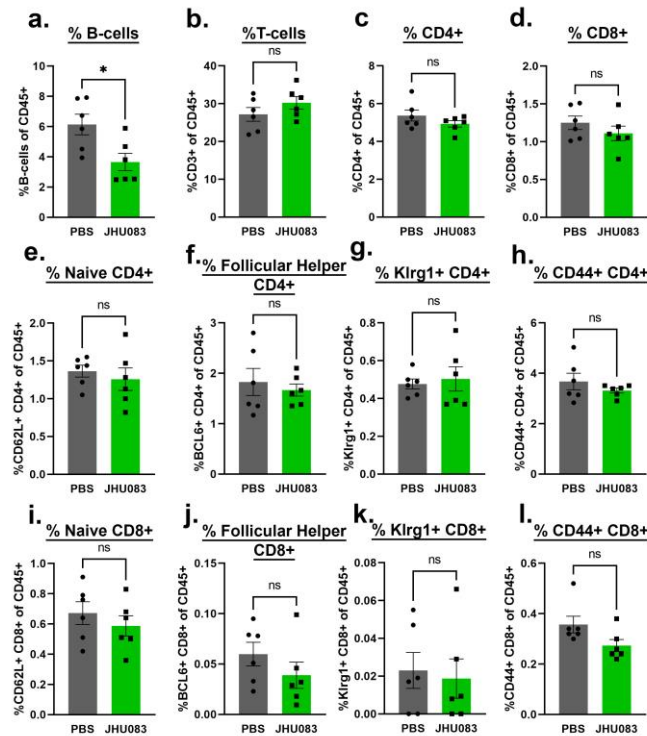 a.
% B-cells
*
%B-cells of CD45+
10
8
6
4
2
0
PBS JHU083
b.
%T-cells
ns
%CD3+ of CD45+
40
30
20
10
0
PBS JHU083
c.
% CD4+
ns
%CD4+ of CD45+
8
6
4
2
0
PBS JHU083
d.
% CD8+
ns
%CD8+ of CD45+
2.0
1.5
1.0
0.5
0.0
PBS JHU083
e.
% Naive CD4+
ns
%CD62L+ CD4+ of CD45+
2.0
1.5
1.0
0.5
0.0
PBS JHU083
f.
% Follicular Helper
CD4+
ns
%BCL6+ CD4+ of CD45+
4
3
2
1
0
PBS JHU083
g.
% Klrg1+ CD4+
ns
%Klrg1+ CD4+ of CD45+
0.8
0.6
0.4
0.2
0.0
PBS JHU083
h.
% CD44+ CD4+
ns
%CD44+ CD4+ of CD45+
6
4
2
0
PBS JHU083
i.
% Naive CD8+
ns
%CD62L+ CD8+ of CD45+
1.0
0.8
0.6
0.4
0.2
0.0
PBS JHU083
j.
% Follicular Helper
CD8+
ns
%BCL6+ CD8+ of CD45+
0.15
0.10
0.05
0.00
PBS JHU083
k.
% Klrg1+ CD8+
ns
%Klrg1+ CD8+ of CD45+
0.08
0.06
0.04
0.02
0.00
PBS JHU083
l.
% CD44+ CD8+
ns
%CD44+ CD8+ of CD45+
0.6
0.4
0.2
0.0
PBS JHU083